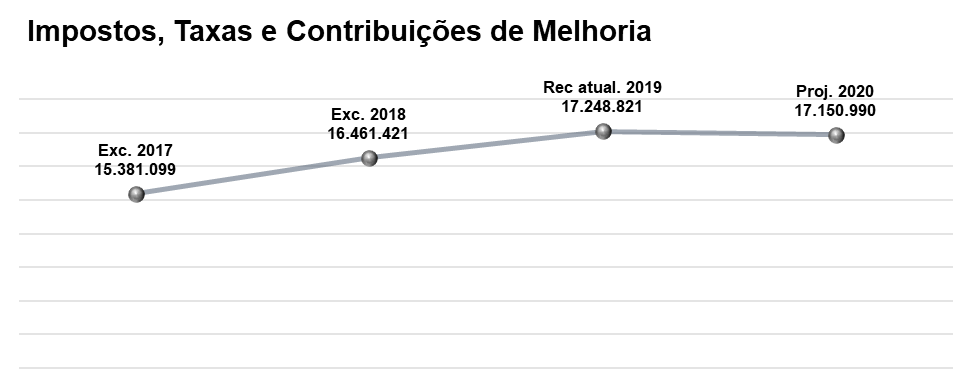 Impostos, Taxas e Contribuições de Melhoria
Exc. 2017
15.381.099
Exc. 2018
16.461.421
Rec atual. 2019
17.248.821
Proj. 2020
17.150.990